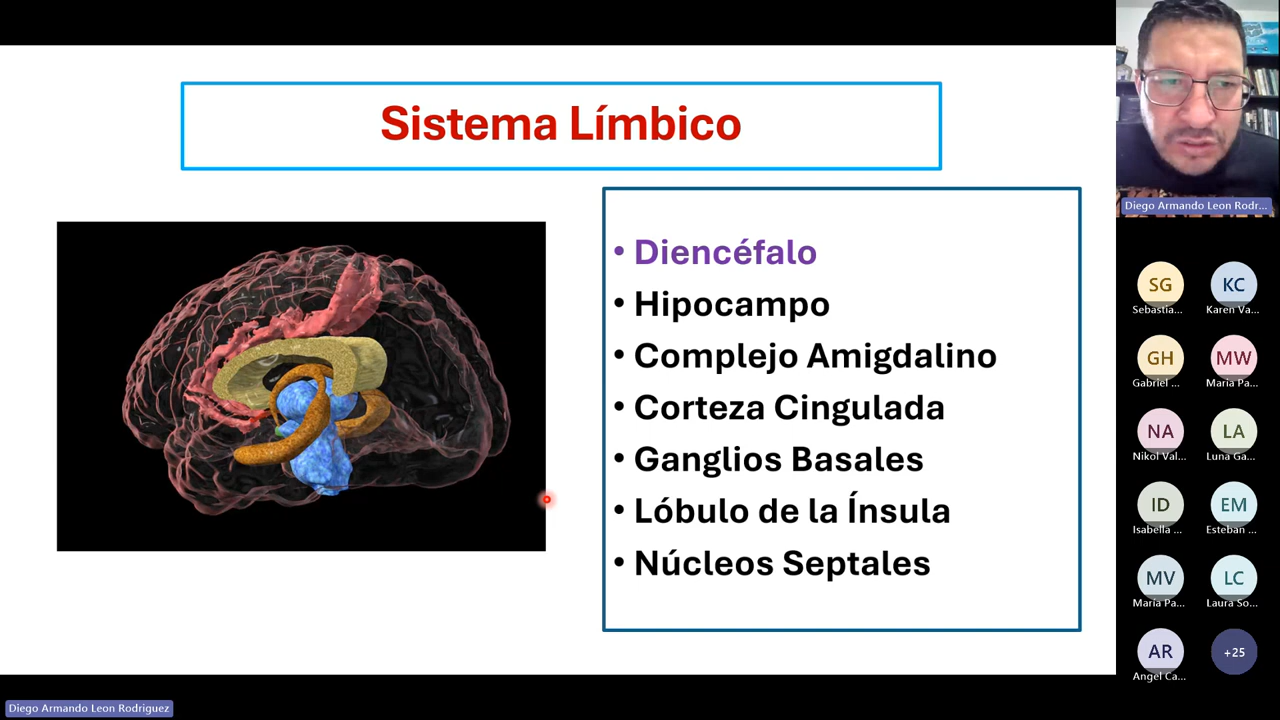 Sistema Límbico
• Diencéfalo
• Hipocampo
• Complejo Amigdalino
• Corteza Cingulada
• Ganglios Basales
• Lóbulo de la Ínsula
• Núcleos Septales
Diego Armando Leon Rodr...
SG
Sebastia...
KC
Karen Va...
GH
Gabriel ...
MW
Maria Pa...
NA
Nikol Val...
LA
Luna Ga...
ID
Isabella ...
EM
Esteban ...
MV
Maria Pa...
LC
Laura So...
AR
Angel Ca...
+25
Diego Armando Leon Rodriguez